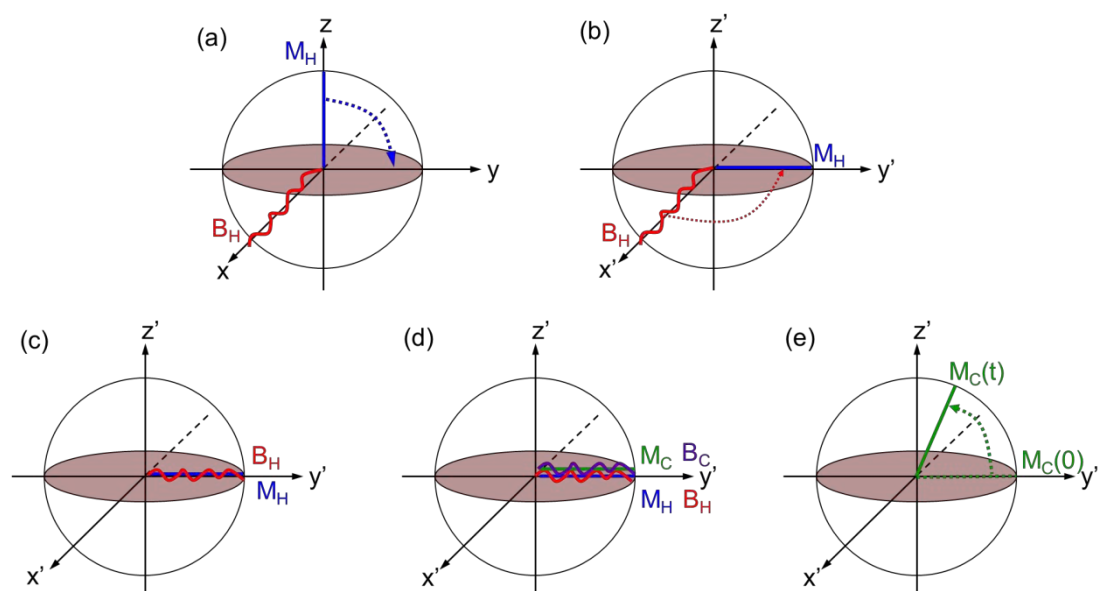 (a)
z
M_H
y
B_H
x
(b)
z'
M_H
y'
B_H
x'
(c)
z'
B_H
M_H
y'
x'
(d)
z'
M_C B_C
y'
M_H B_H
x'
(e)
z'
M_C(t)
M_C(0)
y'
x'